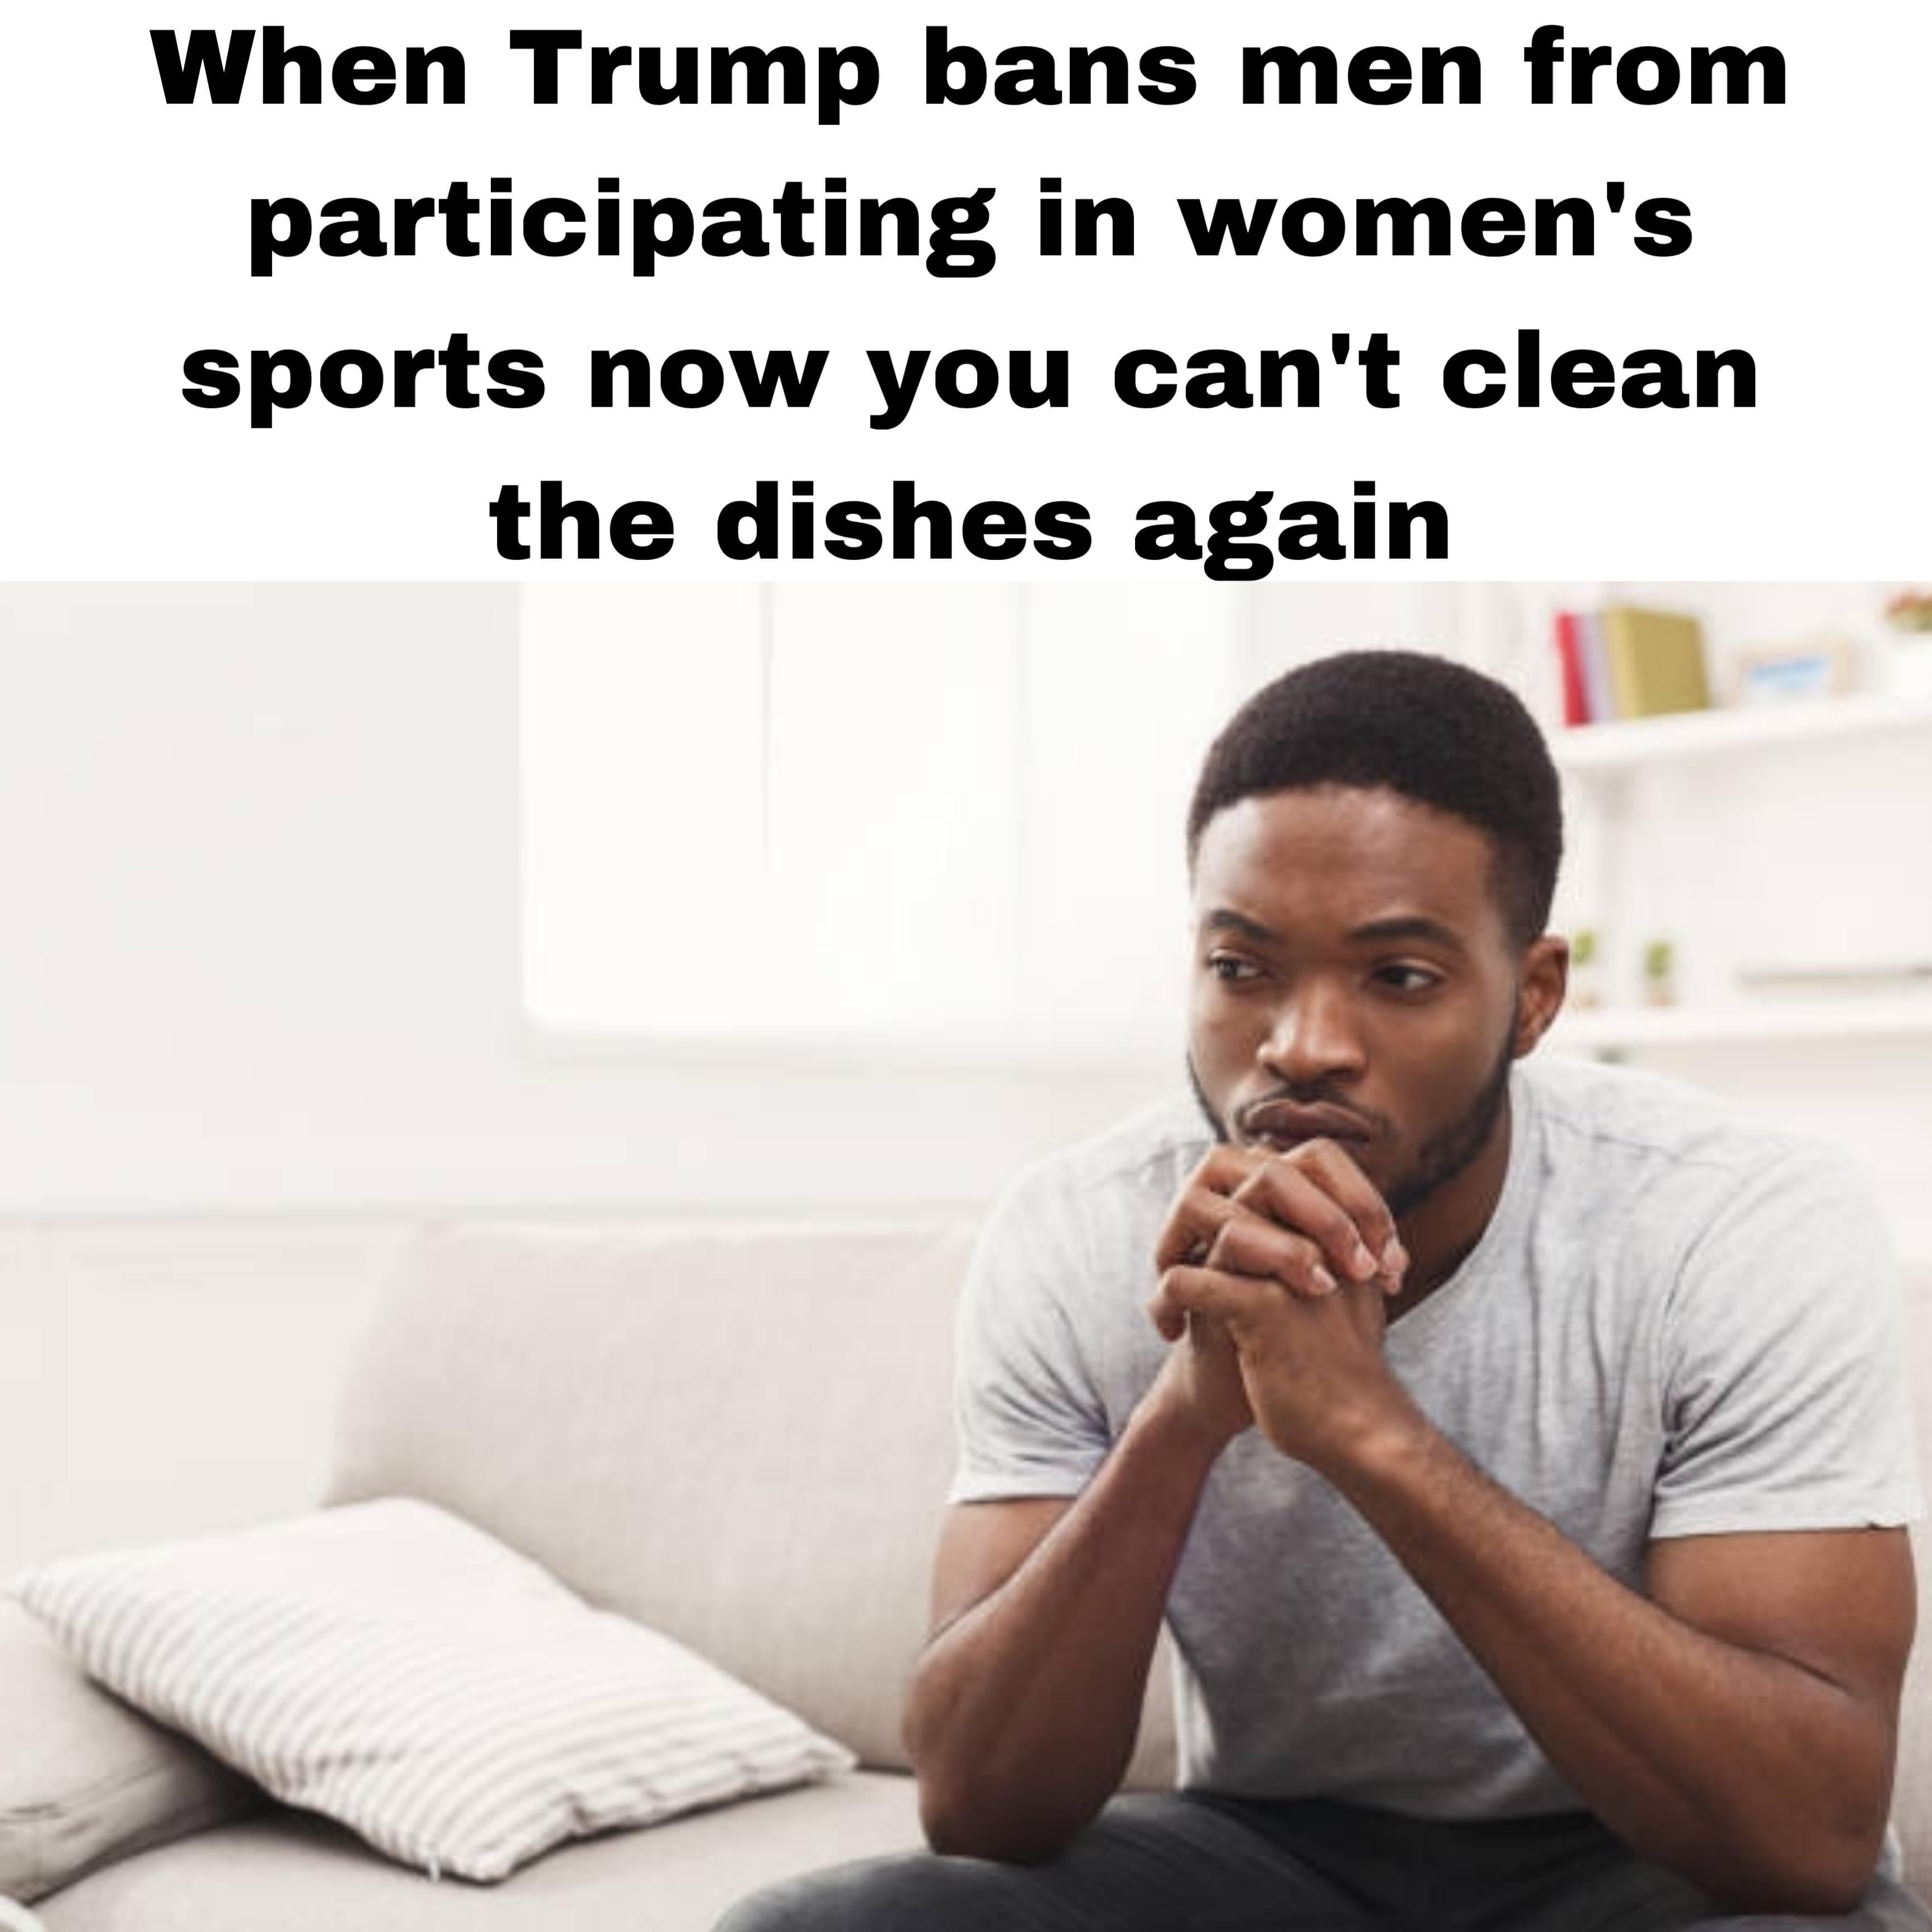 When Trump bans men from
participating in women's
sports now you can't clean
the dishes again